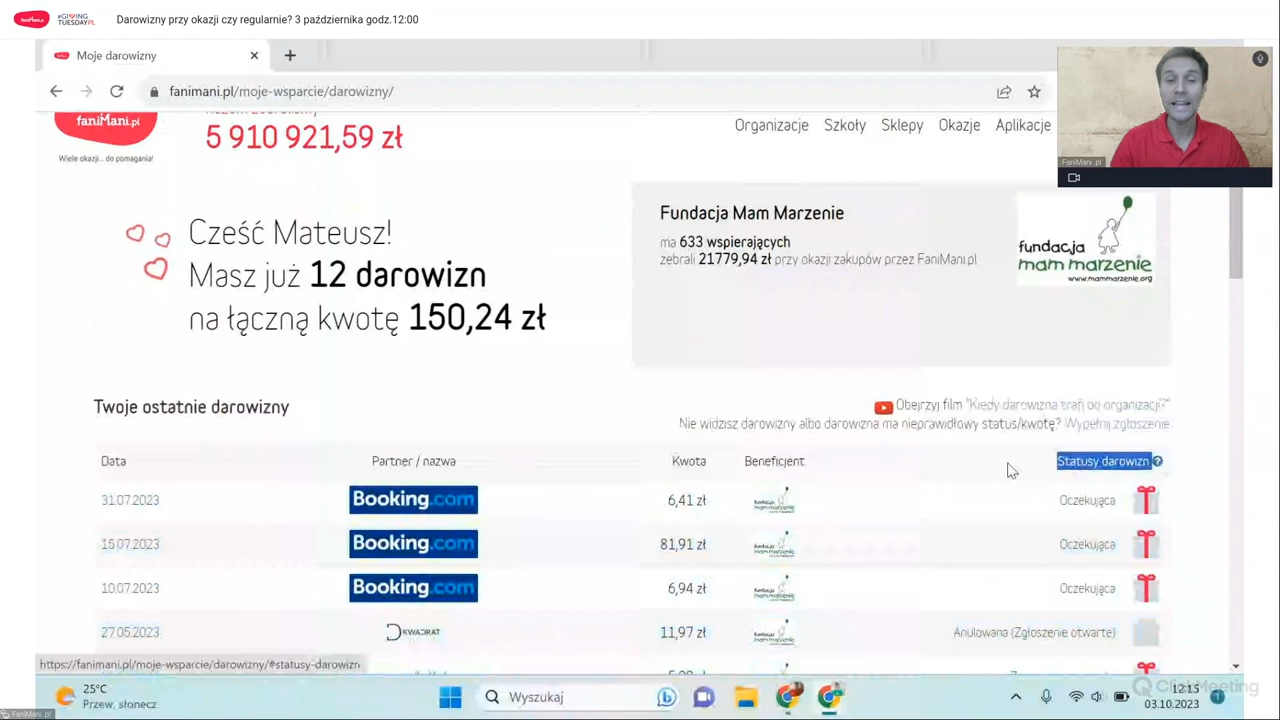 faniMani.pl
#GIVING
TUESDAYPL
Darowizny przy okazji czy regularnie? 3 października godz.12:00
Moje darowizny
fanimani.pl/moje-wsparcie/darowizny/
faniMani.pl
Wiele okazji... do pomagania!
5 910 921,59 zł
Organizacje Szkoły Sklepy Okazje Aplikacje
FaniMani .pl
Cześć Mateusz!
Masz już 12 darowizn
na łączną kwotę 150,24 zł
Fundacja Mam Marzenie
ma 633 wspierających
zebrali 21779,94 zł przy okazji zakupów przez FaniMani.pl
fundacja
mam marzenie
www.mammarzenie.org
Twoje ostatnie darowizny
Obejrzyj film "Kiedy darowizna trafi do organizacji?"
Nie widzisz darowizny albo darowizna ma nieprawidłowy status/kwotę? Wypełnij zgłoszenie
Data Partner / nazwa Kwota Beneficjent Statusy darowizn
31.07.2023 Booking.com 6,41 zł Oczekująca
15.07.2023 Booking.com 81,91 zł Oczekująca
10.07.2023 Booking.com 6,94 zł Oczekująca
27.05.2023 DKWADRAT 11,97 zł Anulowana (Zgłoszenie otwarte)
https://fanimani.pl/moje-wsparcie/darowizny/#statusy-darowizn
25°C
Przew. słonecz.
Wyszukaj
12:15
03.10.2023
1
ClickMeeting
FaniMani .pl